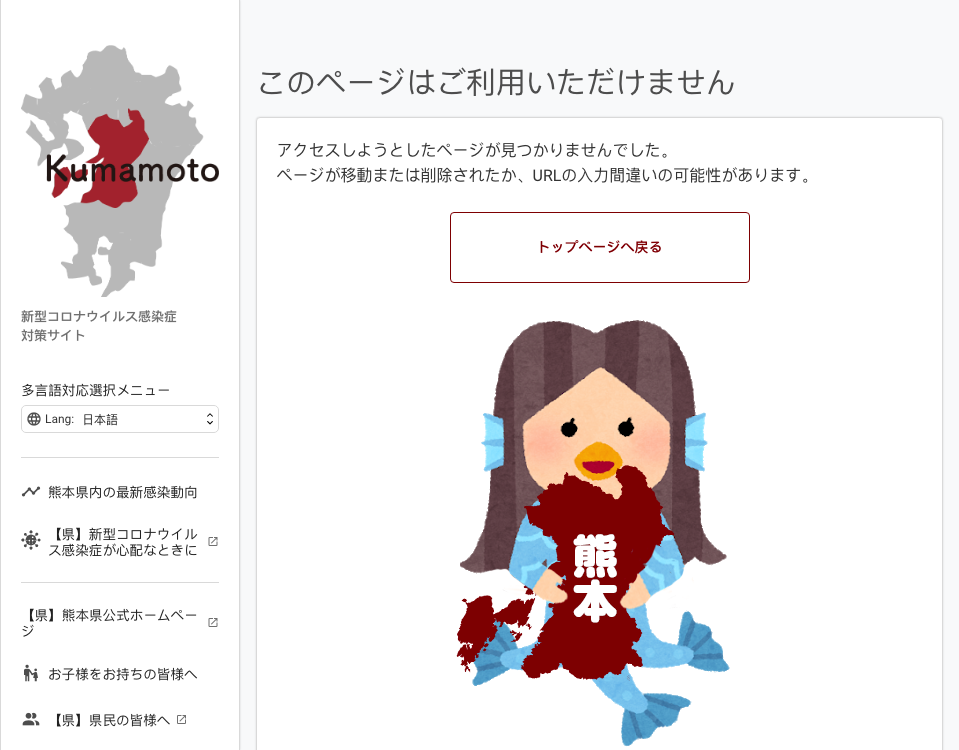 Kumamoto
新型コロナウイルス感染症
対策サイト
多言語対応選択メニュー
Lang: 日本語
熊本県内の最新感染動向
【県】新型コロナウイル
ス感染症が心配なときに
【県】熊本県公式ホームペー
ジ
お子様をお持ちの皆様へ
【県】県民の皆様へ
このページはご利用いただけません
アクセスしようとしたページが見つかりませんでした。
ページが移動または削除されたか、URLの入力間違いの可能性があります。
トップページへ戻る
熊
本